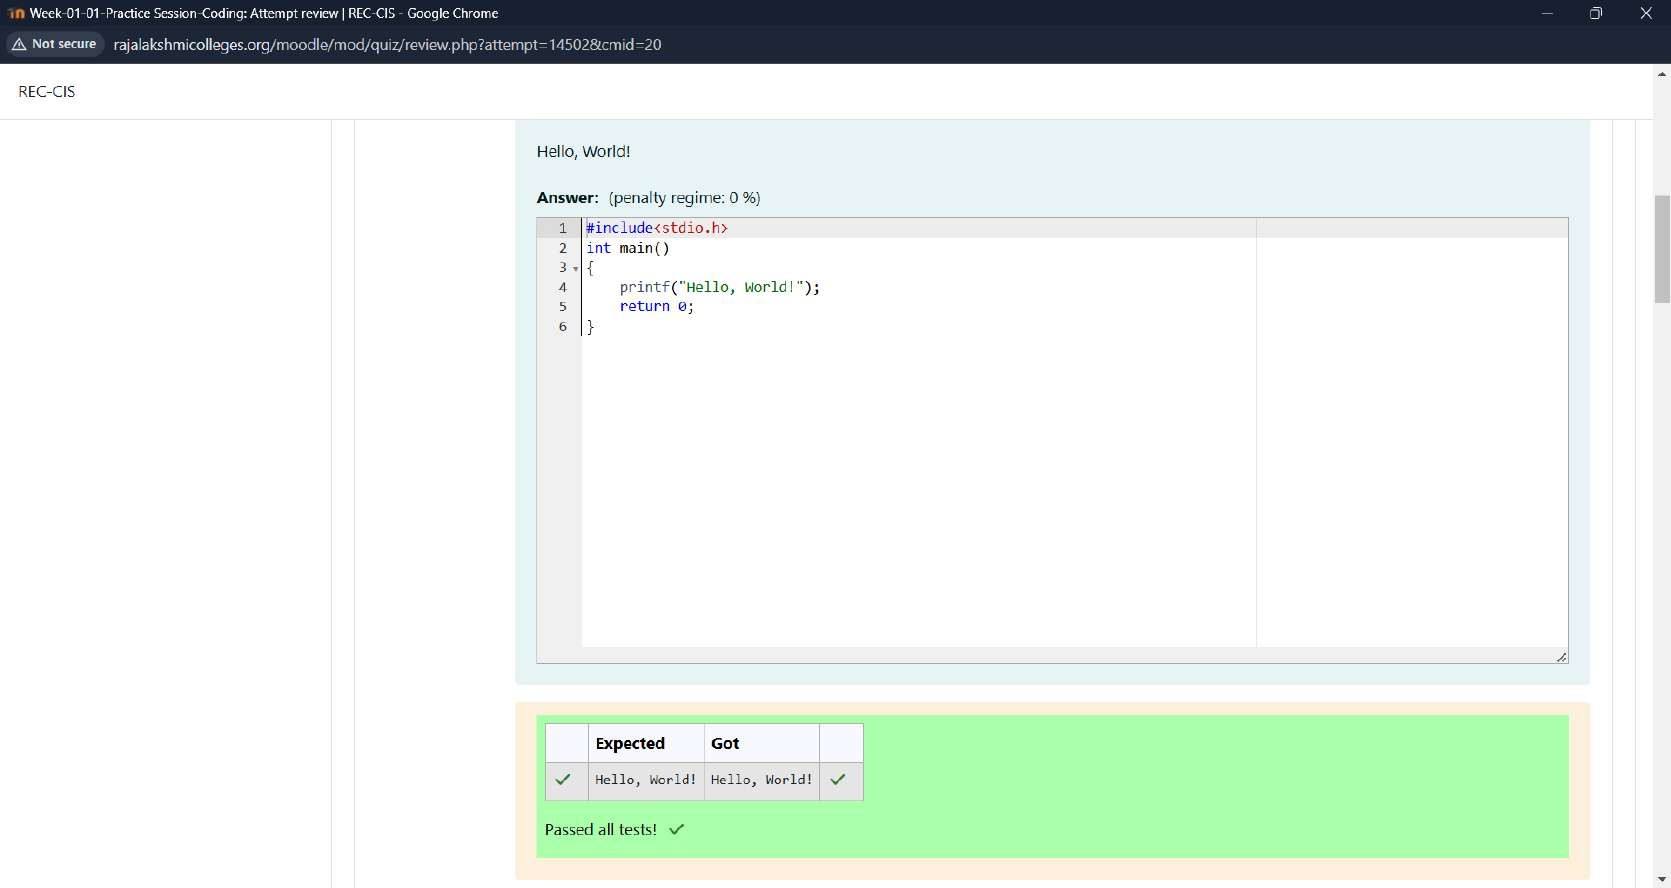 Week-01-01-Practice Session-Coding: Attempt review | REC-CIS - Google Chrome
Not secure rajalakshmicolleges.org/moodle/mod/quiz/review.php?attempt=14502&cmid=20
REC-CIS
Hello, World!
Answer: (penalty regime: 0 %)
1 #include<stdio.h>
2 int main()
3 {
4     printf("Hello, World!");
5     return 0;
6 }
Expected Got
Hello, World! Hello, World!
Passed all tests!